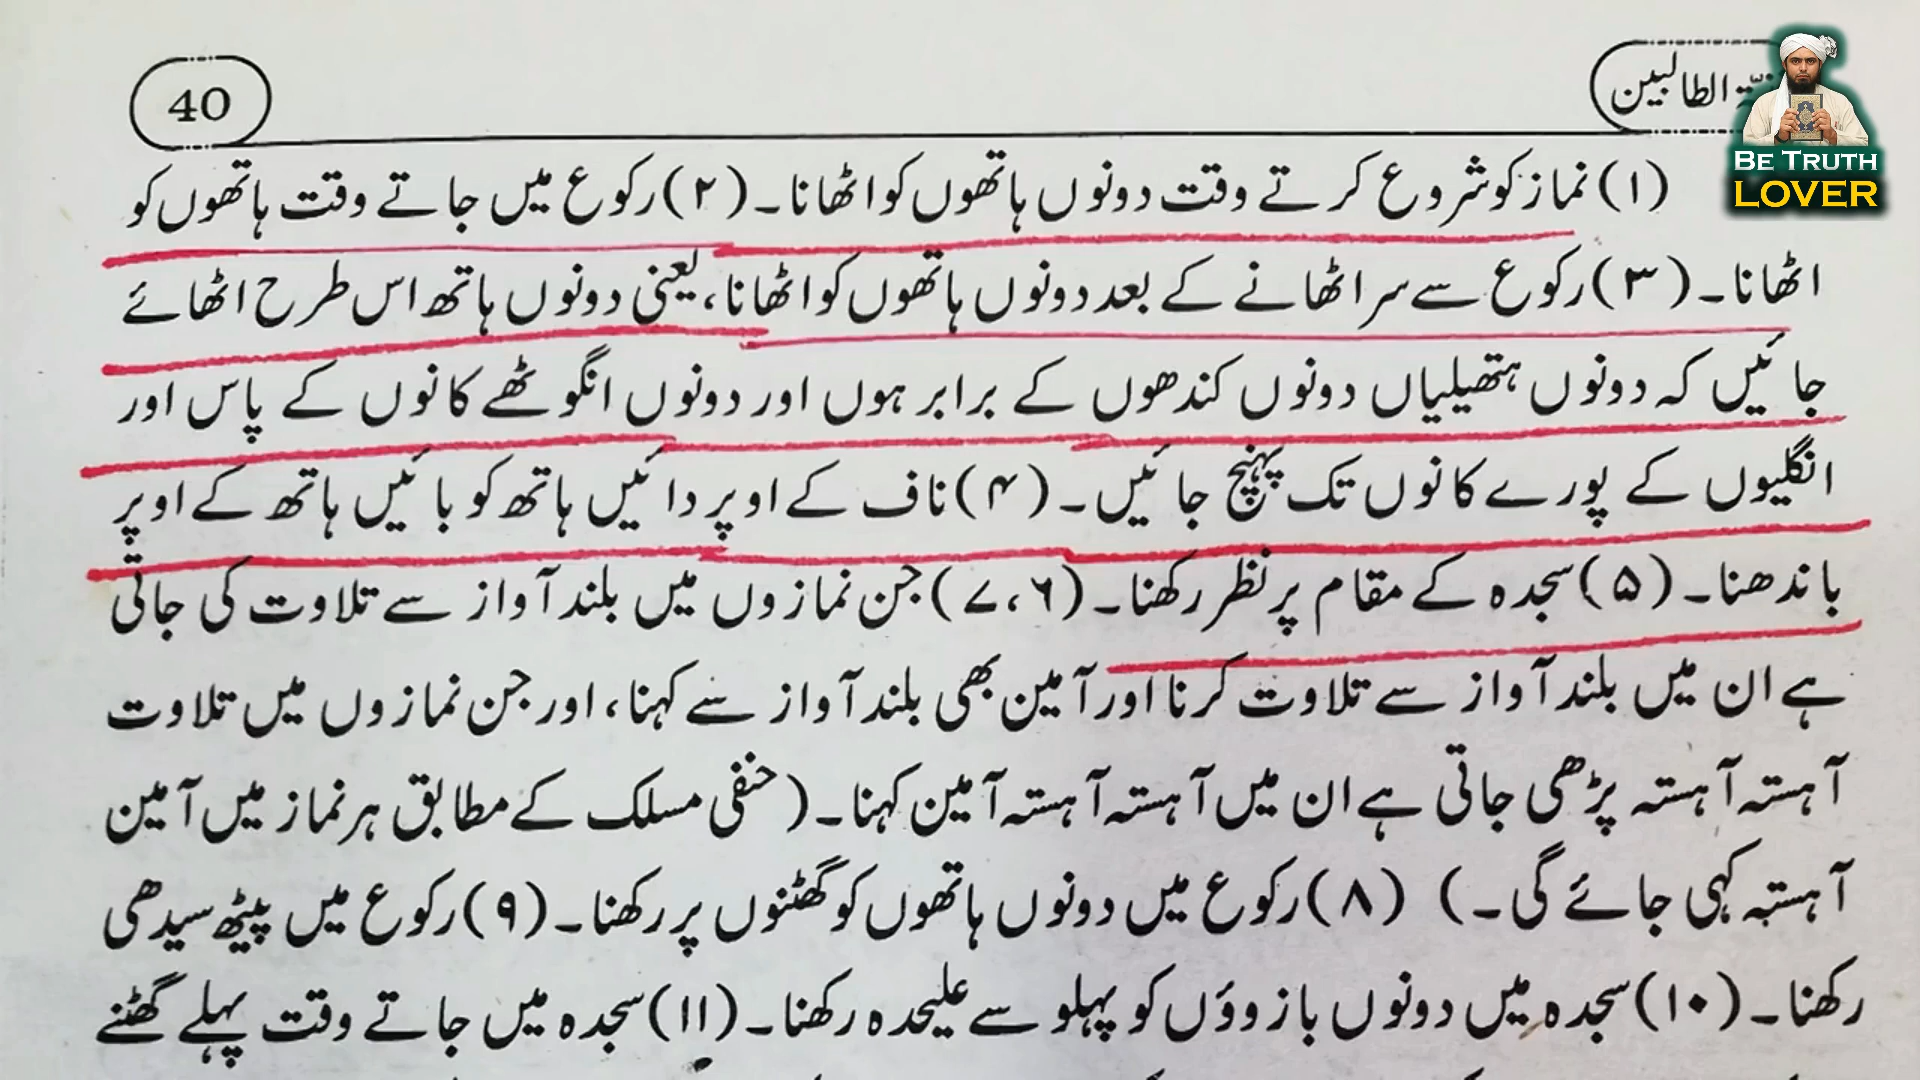 40
الطالبین
BE TRUTH
LOVER
(۱) نماز کو شروع کرتے وقت دونوں ہاتھوں کو اٹھانا۔ (۲) رکوع میں جاتے وقت ہاتھوں کو
اٹھانا۔ (۳) رکوع سے سر اٹھانے کے بعد دونوں ہاتھوں کو اٹھانا، یعنی دونوں ہاتھ اس طرح اٹھائے
جائیں کہ دونوں ہتھیلیاں دونوں کندھوں کے برابر ہوں اور دونوں انگوٹھے کانوں کے پاس اور
انگلیوں کے پورے کانوں تک پہنچ جائیں۔ (۴) ناف کے اوپر دائیں ہاتھ کو بائیں ہاتھ کے اوپر
باندھنا۔ (۵) سجدہ کے مقام پر نظر رکھنا۔ (۶،۷) جن نمازوں میں بلند آواز سے تلاوت کی جاتی
ہے ان میں بلند آواز سے تلاوت کرنا اور آمین بھی بلند آواز سے کہنا، اور جن نمازوں میں تلاوت
آہستہ آہستہ پڑھی جاتی ہے ان میں آہستہ آہستہ آمین کہنا۔ (حنفی مسلک کے مطابق ہر نماز میں آمین
آہستہ کہی جائے گی۔) (۸) رکوع میں دونوں ہاتھوں کو گھٹنوں پر رکھنا۔ (۹) رکوع میں پیٹھ سیدھی
رکھنا۔ (۱۰) سجدہ میں دونوں بازوؤں کو پہلو سے علیحدہ رکھنا۔ (۱۱) سجدہ میں جاتے وقت پہلے گھٹنے